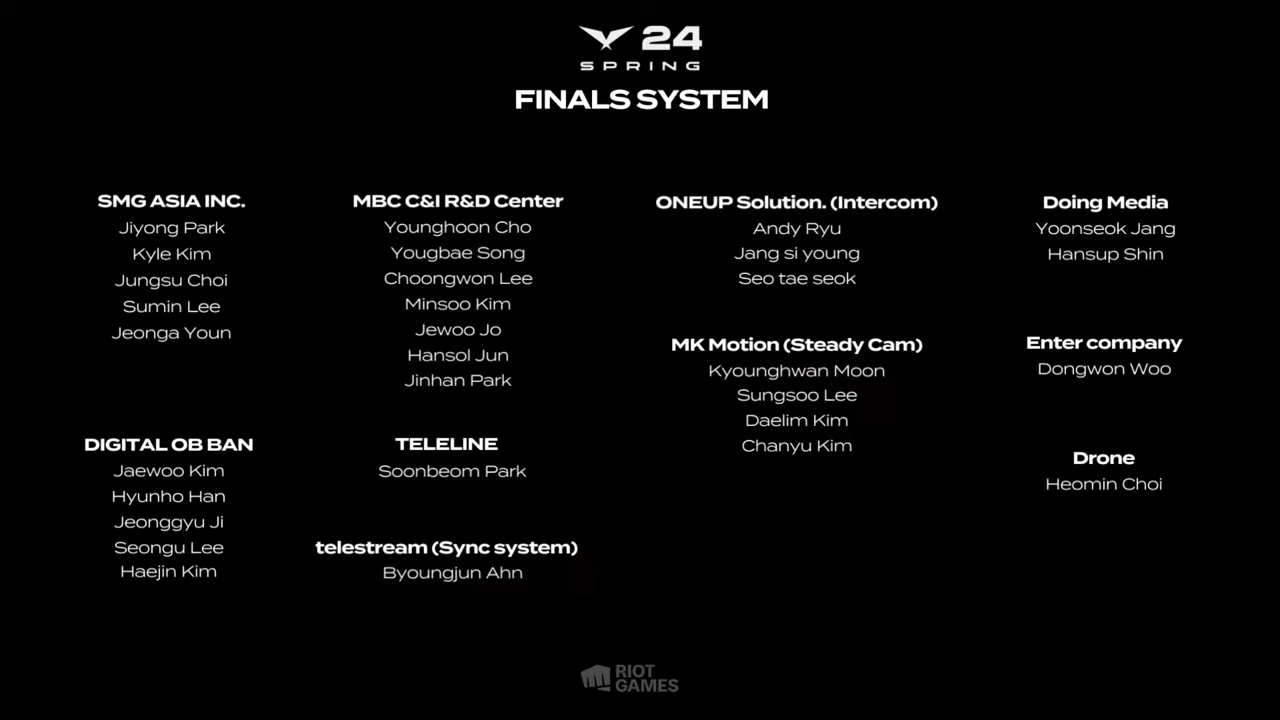 24
SPRING
FINALS SYSTEM
SMG ASIA INC.
Jiyong Park
Kyle Kim
Jungsu Choi
Sumin Lee
Jeonga Youn
DIGITAL OB BAN
Jaewoo Kim
Hyunho Han
Jeonggyu Ji
Seongu Lee
Haejin Kim
MBC C&I R&D Center
Younghoon Cho
Yougbae Song
Choongwon Lee
Minsoo Kim
Jewoo Jo
Hansol Jun
Jinhan Park
TELELINE
Soonbeom Park
telestream (Sync system)
Byoungjun Ahn
ONEUP Solution. (Intercom)
Andy Ryu
Jang si young
Seo tae seok
MK Motion (Steady Cam)
Kyounghwan Moon
Sungsoo Lee
Daelim Kim
Chanyu Kim
Doing Media
Yoonseok Jang
Hansup Shin
Enter company
Dongwon Woo
Drone
Heomin Choi
RIOT
GAMES